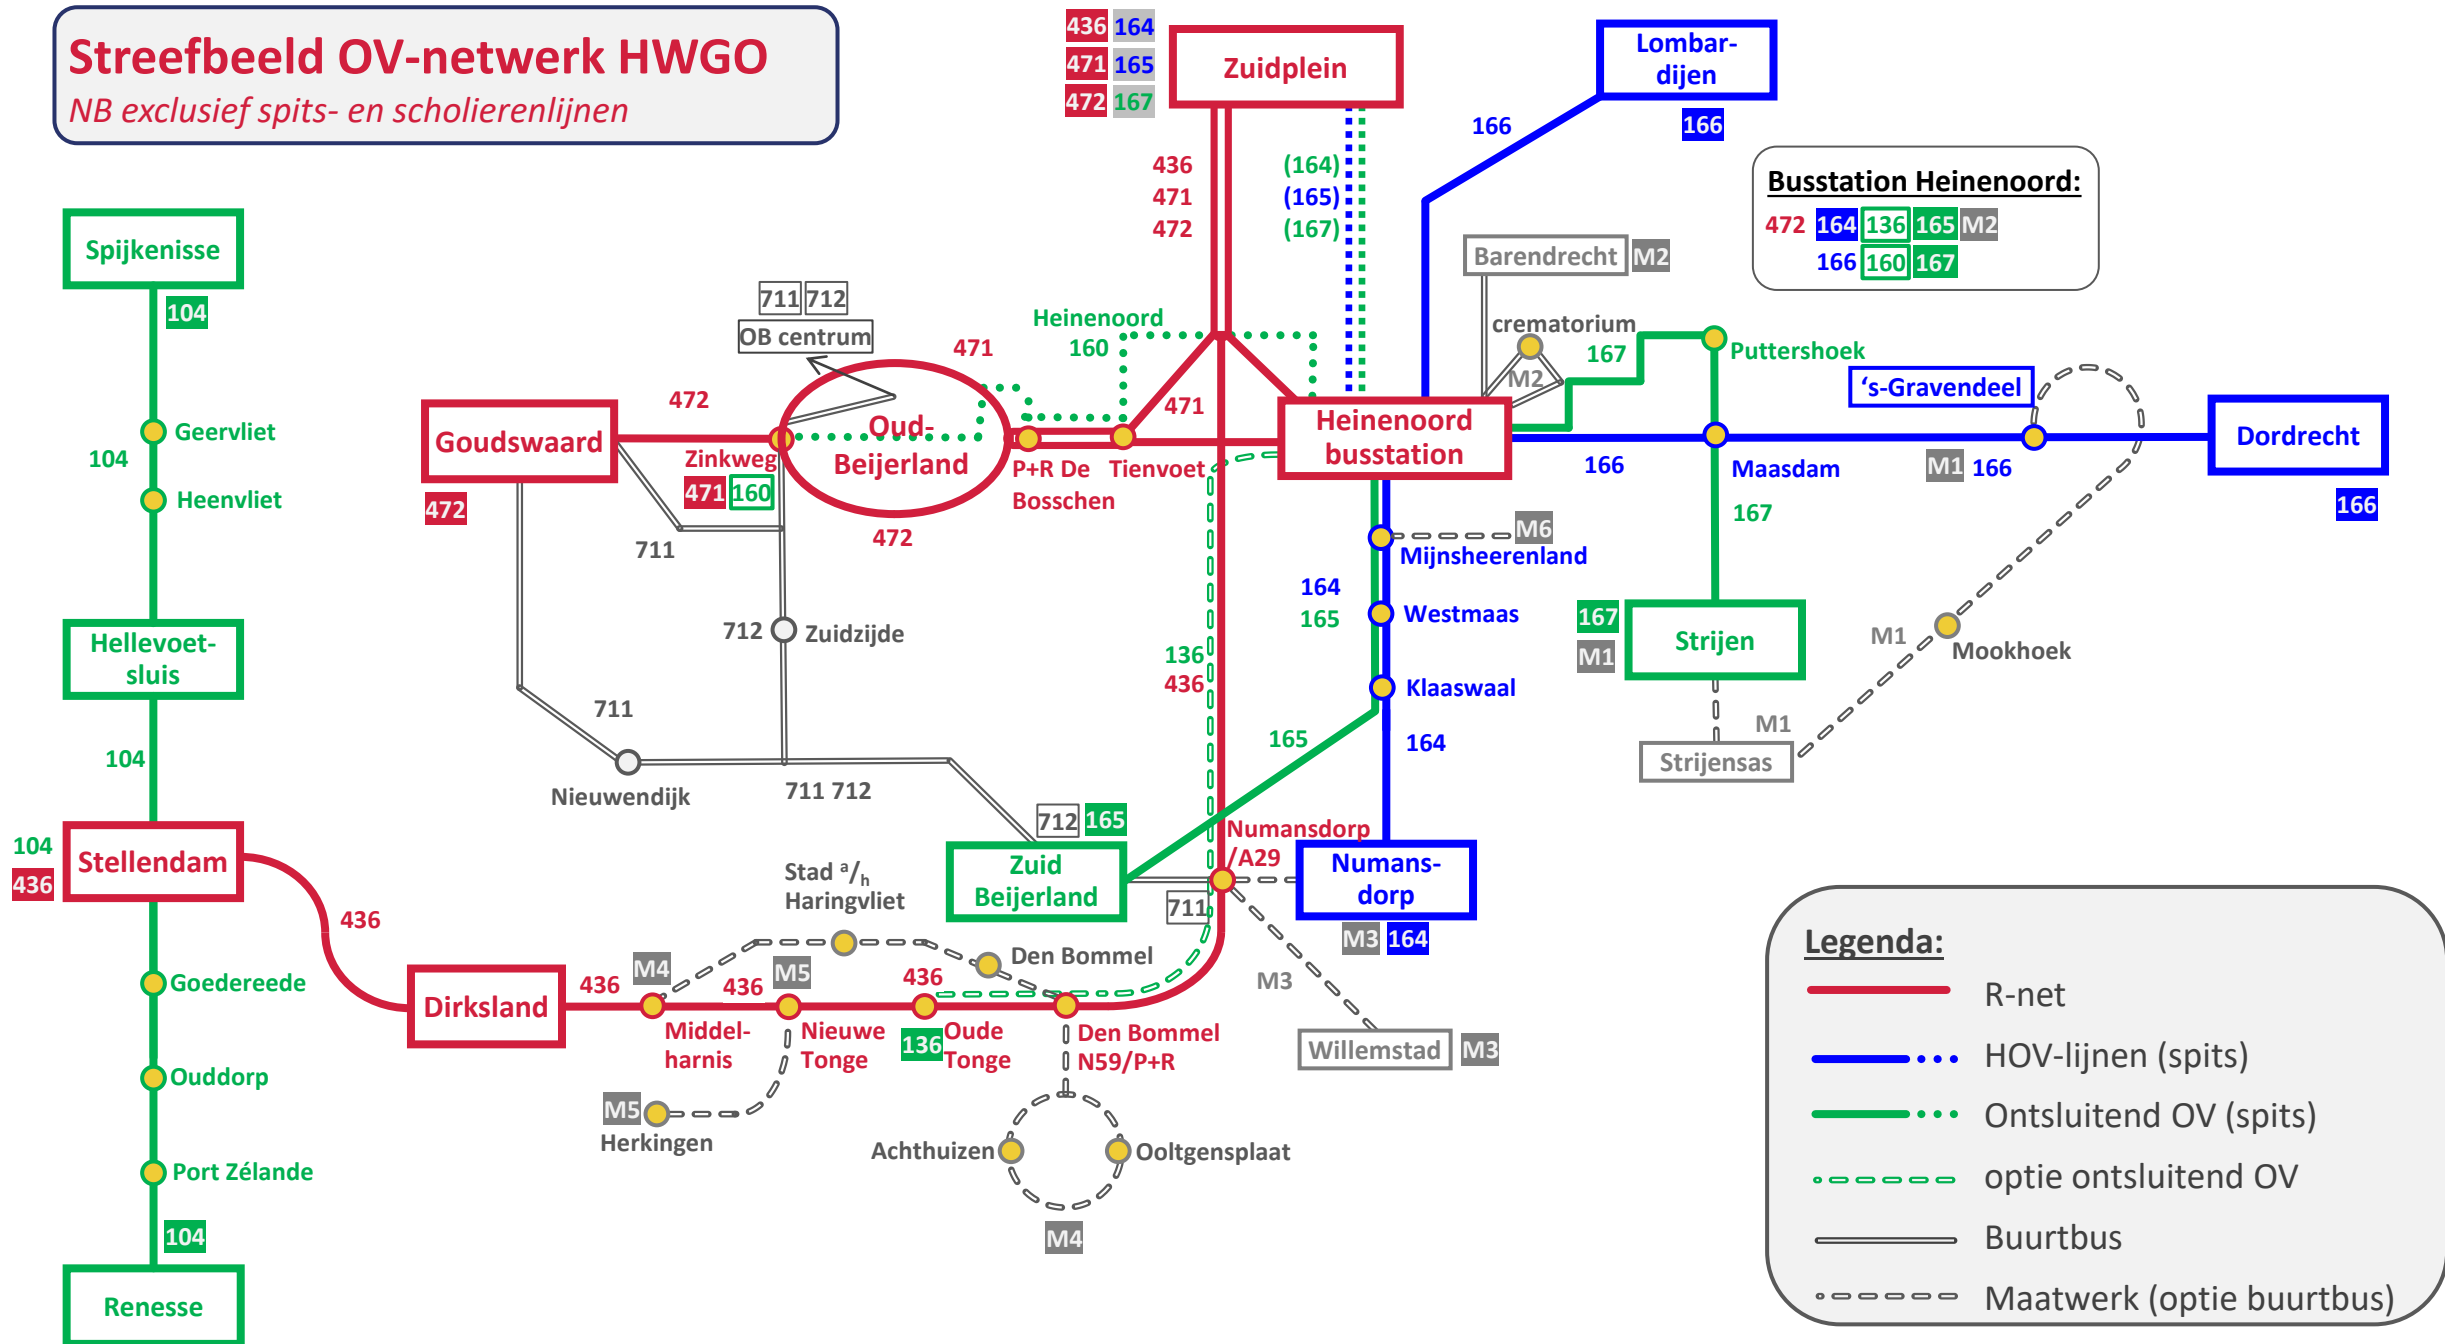 Streefbeeld OV-netwerk HWGO
NB exclusief spits- en scholierenlijnen
436 164
471 165
472 167
Zuidplein
Lombar-
dijen
166
166
436
471
472
(164)
(165)
(167)
Busstation Heinenoord:
472 164 136 165 M2
166 160 167
Spijkenisse
104
Geervliet
104
Heenvliet
Hellevoet-
sluis
104
104
436
Stellendam
436
Goedereede
Ouddorp
Port Zélande
104
Renesse
711 712
OB centrum
471
Heinenoord
160
Barendrecht M2
crematorium
M2
167
Puttershoek
's-Gravendeel
Goudswaard
472
472
Zinkweg
471 160
Oud-
Beijerland
472
P+R De
Bosschen
Tienvoet
471
Heinenoord
busstation
166
Maasdam
M1 166
Dordrecht
166
711
712
Zuidzijde
711
Nieuwendijk
711 712
M6
Mijnsheerenland
164
165
Westmaas
Klaaswaal
136
436
165
164
167
167
M1
Strijen
M1
Mookhoek
M1
Strijensas
712 165
Zuid
Beijerland
Numansdorp
/A29
711
Numans-
dorp
M3 164
M3
Willemstad M3
Stad a/h
Haringvliet
Den Bommel
Dirksland
436
M4
Middel-
harnis
436
M5
Nieuwe
Tonge
436
136 Oude
Tonge
Den Bommel
N59/P+R
M5
Herkingen
Achthuizen
Ooltgensplaat
M4
Legenda:
R-net
HOV-lijnen (spits)
Ontsluitend OV (spits)
optie ontsluitend OV
Buurtbus
Maatwerk (optie buurtbus)